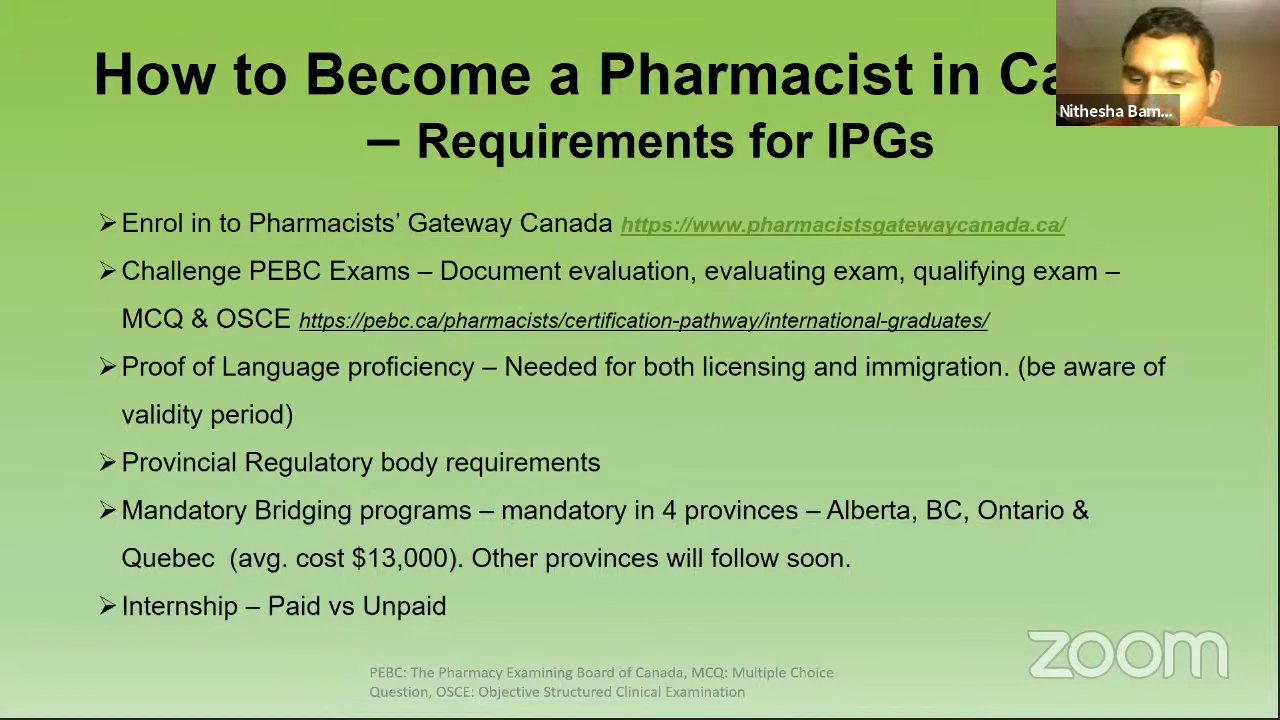 How to Become a Pharmacist in Ca
– Requirements for IPGs
Nithesha Bam...
➢Enrol in to Pharmacists’ Gateway Canada https://www.pharmacistsgatewaycanada.ca/
➢Challenge PEBC Exams – Document evaluation, evaluating exam, qualifying exam –
MCQ & OSCE https://pebc.ca/pharmacists/certification-pathway/international-graduates/
➢Proof of Language proficiency – Needed for both licensing and immigration. (be aware of
validity period)
➢Provincial Regulatory body requirements
➢Mandatory Bridging programs – mandatory in 4 provinces – Alberta, BC, Ontario &
Quebec (avg. cost $13,000). Other provinces will follow soon.
➢Internship – Paid vs Unpaid
PEBC: The Pharmacy Examining Board of Canada, MCQ: Multiple Choice
Question, OSCE: Objective Structured Clinical Examination
zoom